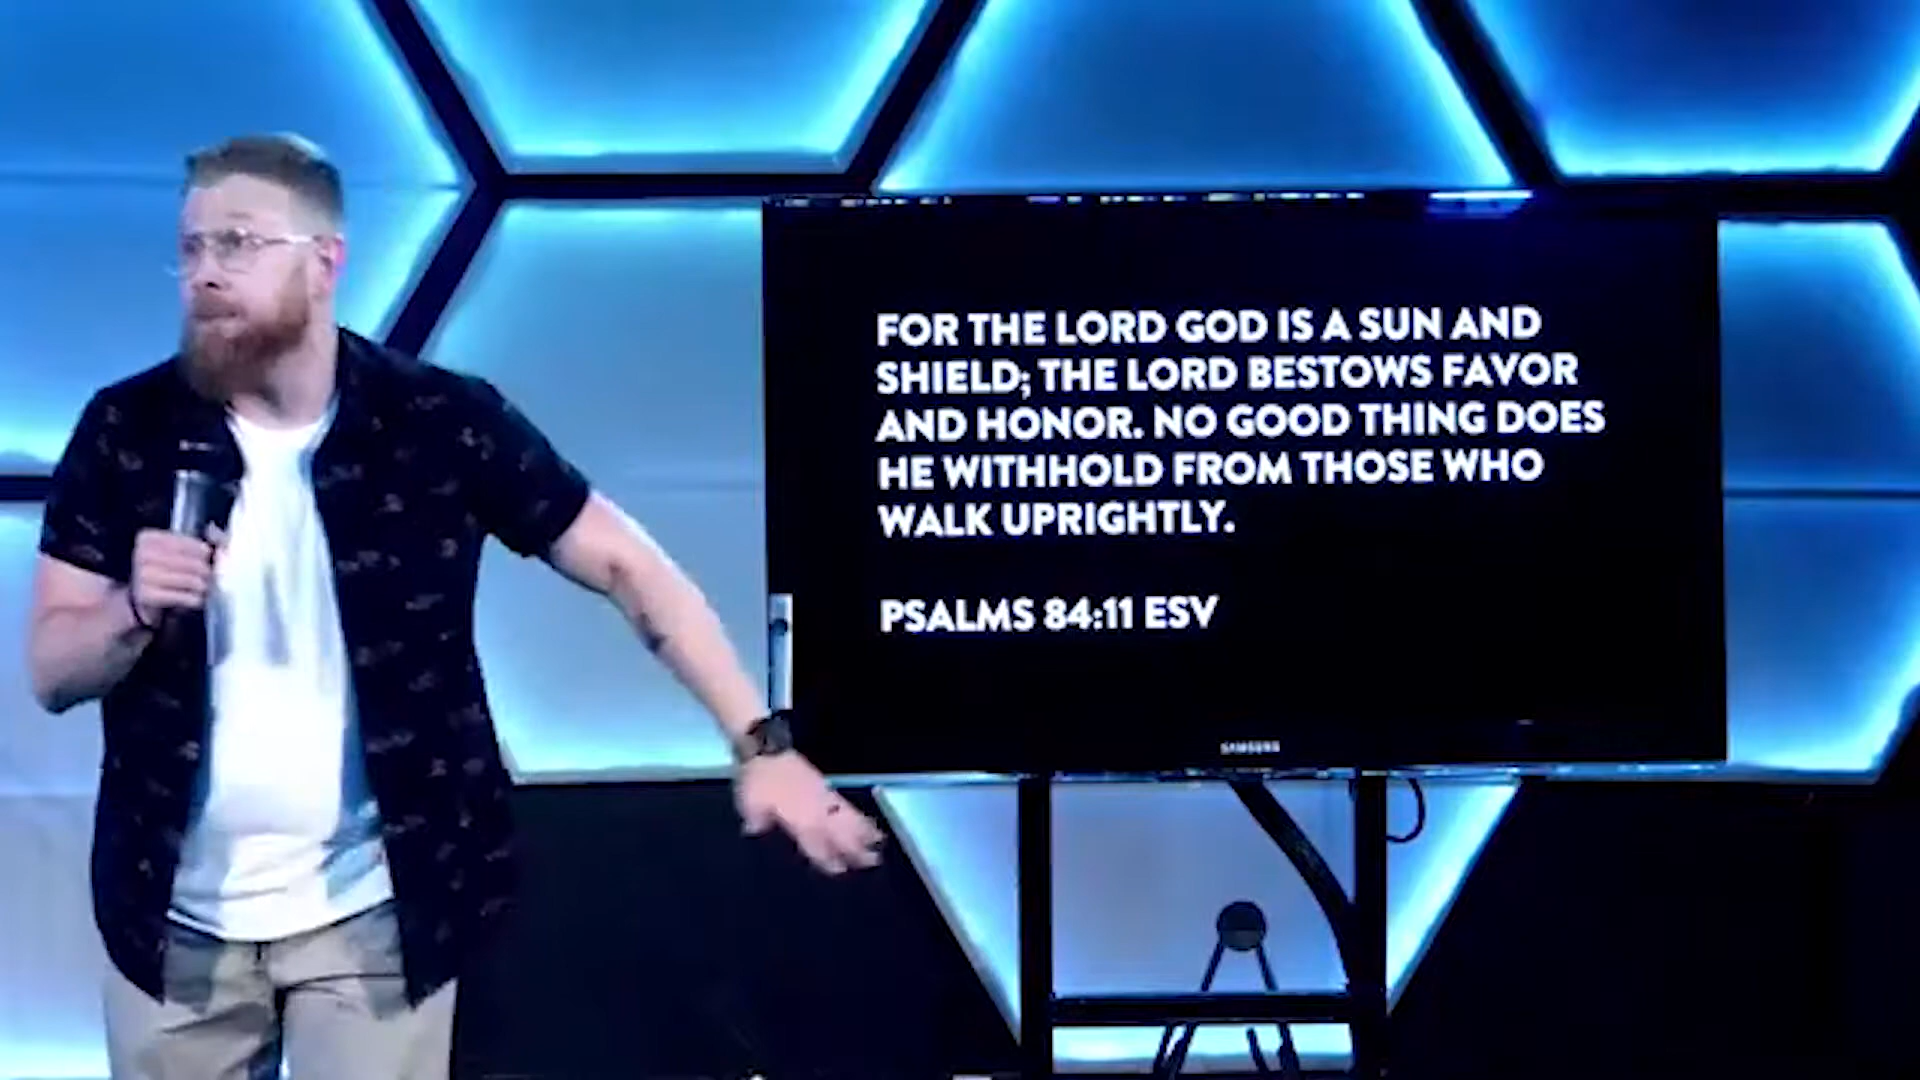 FOR THE LORD GOD IS A SUN AND
SHIELD; THE LORD BESTOWS FAVOR
AND HONOR. NO GOOD THING DOES
HE WITHHOLD FROM THOSE WHO
WALK UPRIGHTLY.
PSALMS 84:11 ESV
SAMSUNG